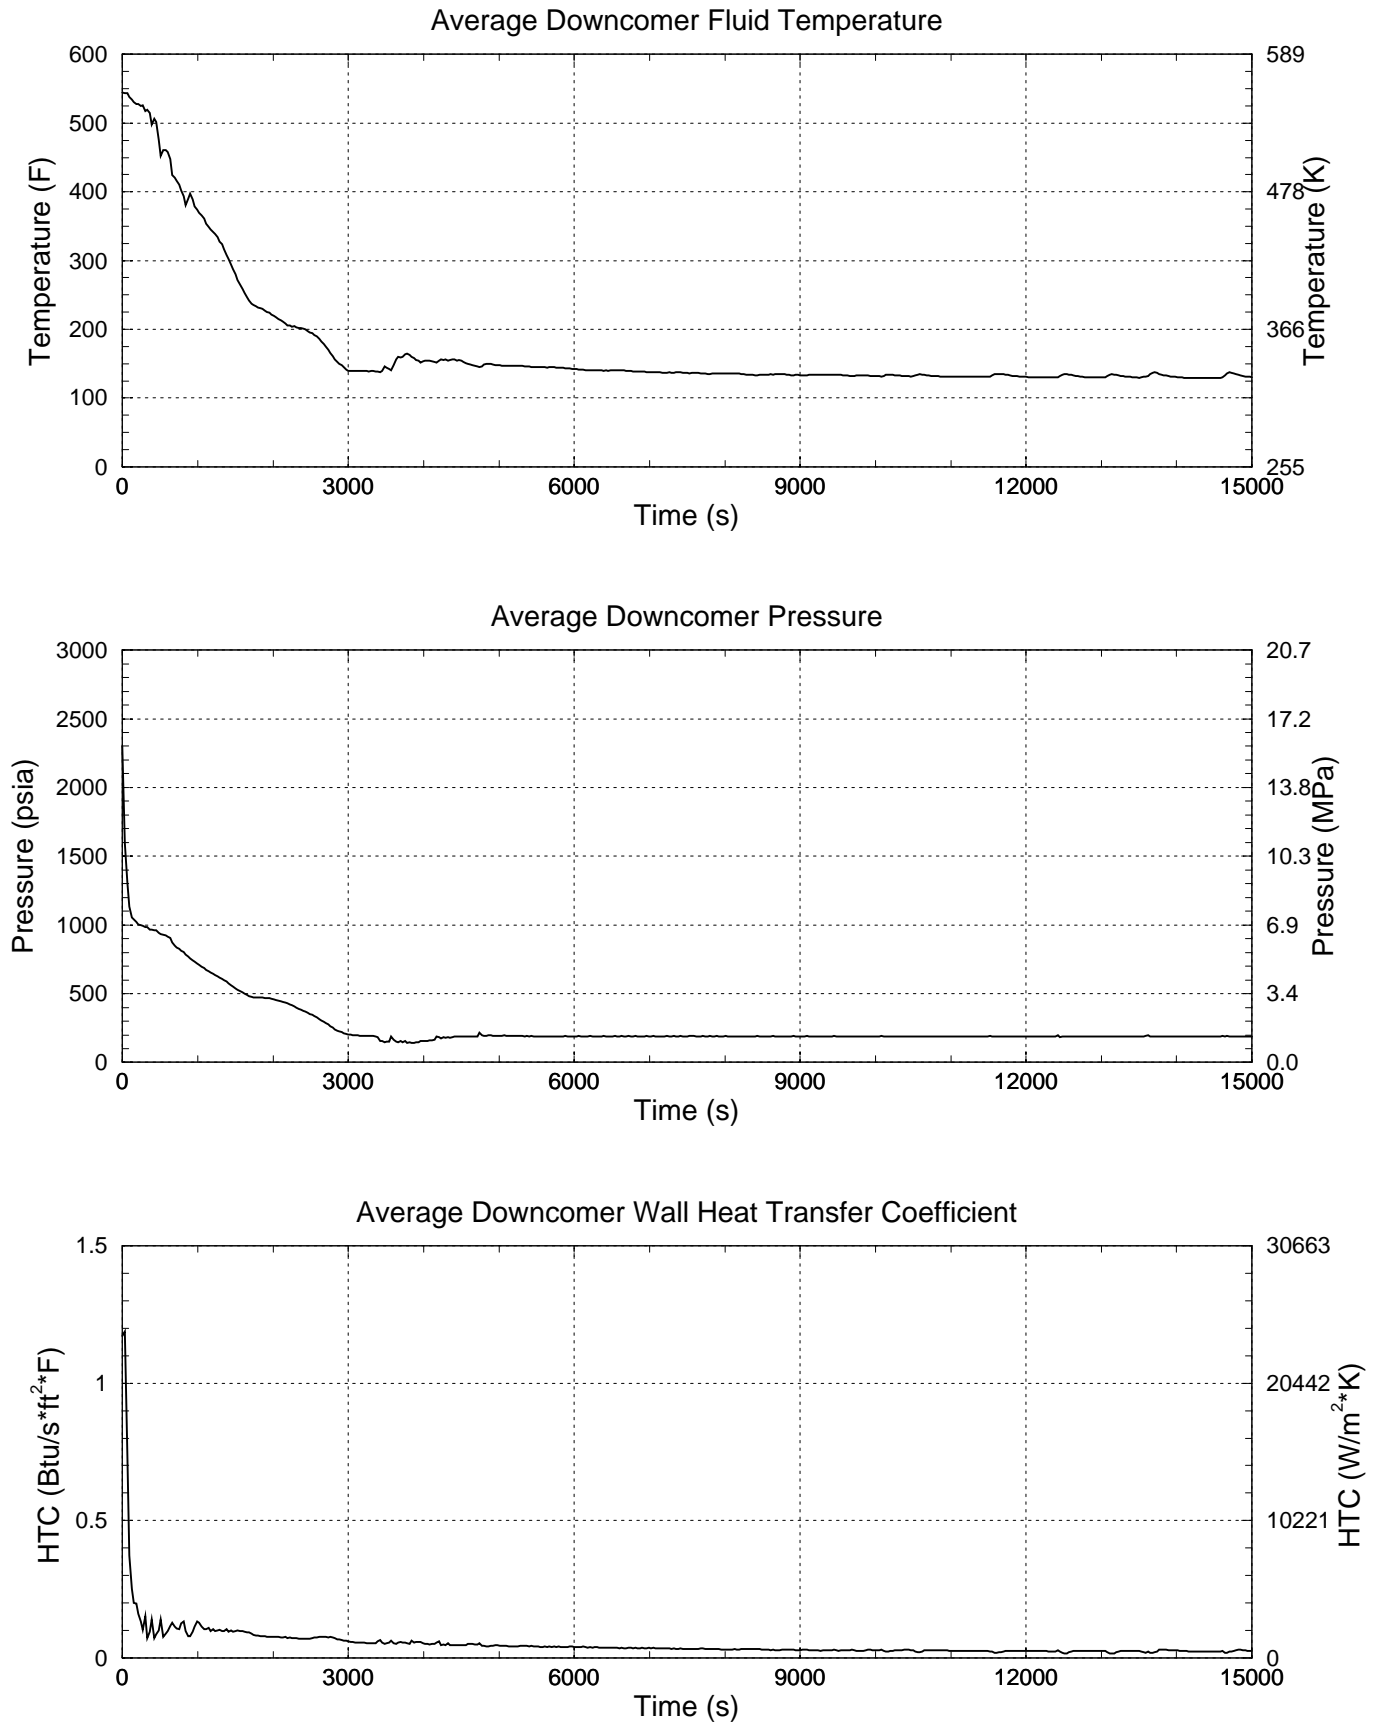 Average Downcomer Fluid Temperature
600
589
500
400
478
300
200
366
100
0
255
Temperature (F)
Temperature (K)
0 3000 6000 9000 12000 15000
Time (s)
Average Downcomer Pressure
3000
20.7
2500
17.2
2000
13.8
1500
10.3
1000
6.9
500
3.4
0
0.0
Pressure (psia)
Pressure (MPa)
0 3000 6000 9000 12000 15000
Time (s)
Average Downcomer Wall Heat Transfer Coefficient
1.5
30663
1
20442
0.5
10221
0
0
HTC (Btu/s*ft²*F)
HTC (W/m²*K)
0 3000 6000 9000 12000 15000
Time (s)